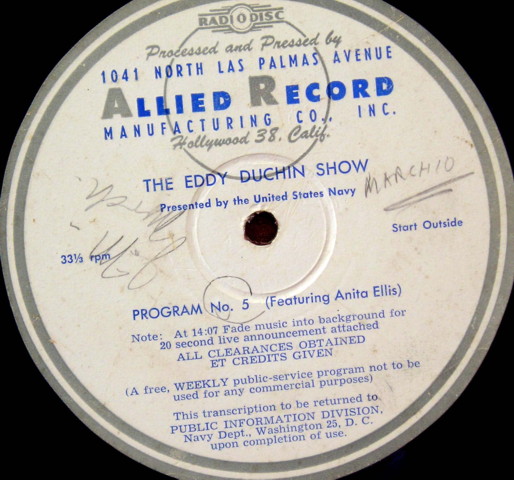 RADIO DISC
Processed and Pressed by
1041 NORTH LAS PALMAS AVENUE
ALLIED RECORD
MANUFACTURING CO., INC.
Hollywood 38, Calif.
THE EDDY DUCHIN SHOW
Presented by the United States Navy
MARCH 10
Start Outside
33⅓ rpm
PROGRAM No. 5 (Featuring Anita Ellis)
Note: At 14:07 Fade music into background for
20 second live announcement attached
ALL CLEARANCES OBTAINED
ET CREDITS GIVEN
(A free, WEEKLY public-service program not to be
used for any commercial purposes)
This transcription to be returned to
PUBLIC INFORMATION DIVISION,
Navy Dept., Washington 25, D. C.
upon completion of use.